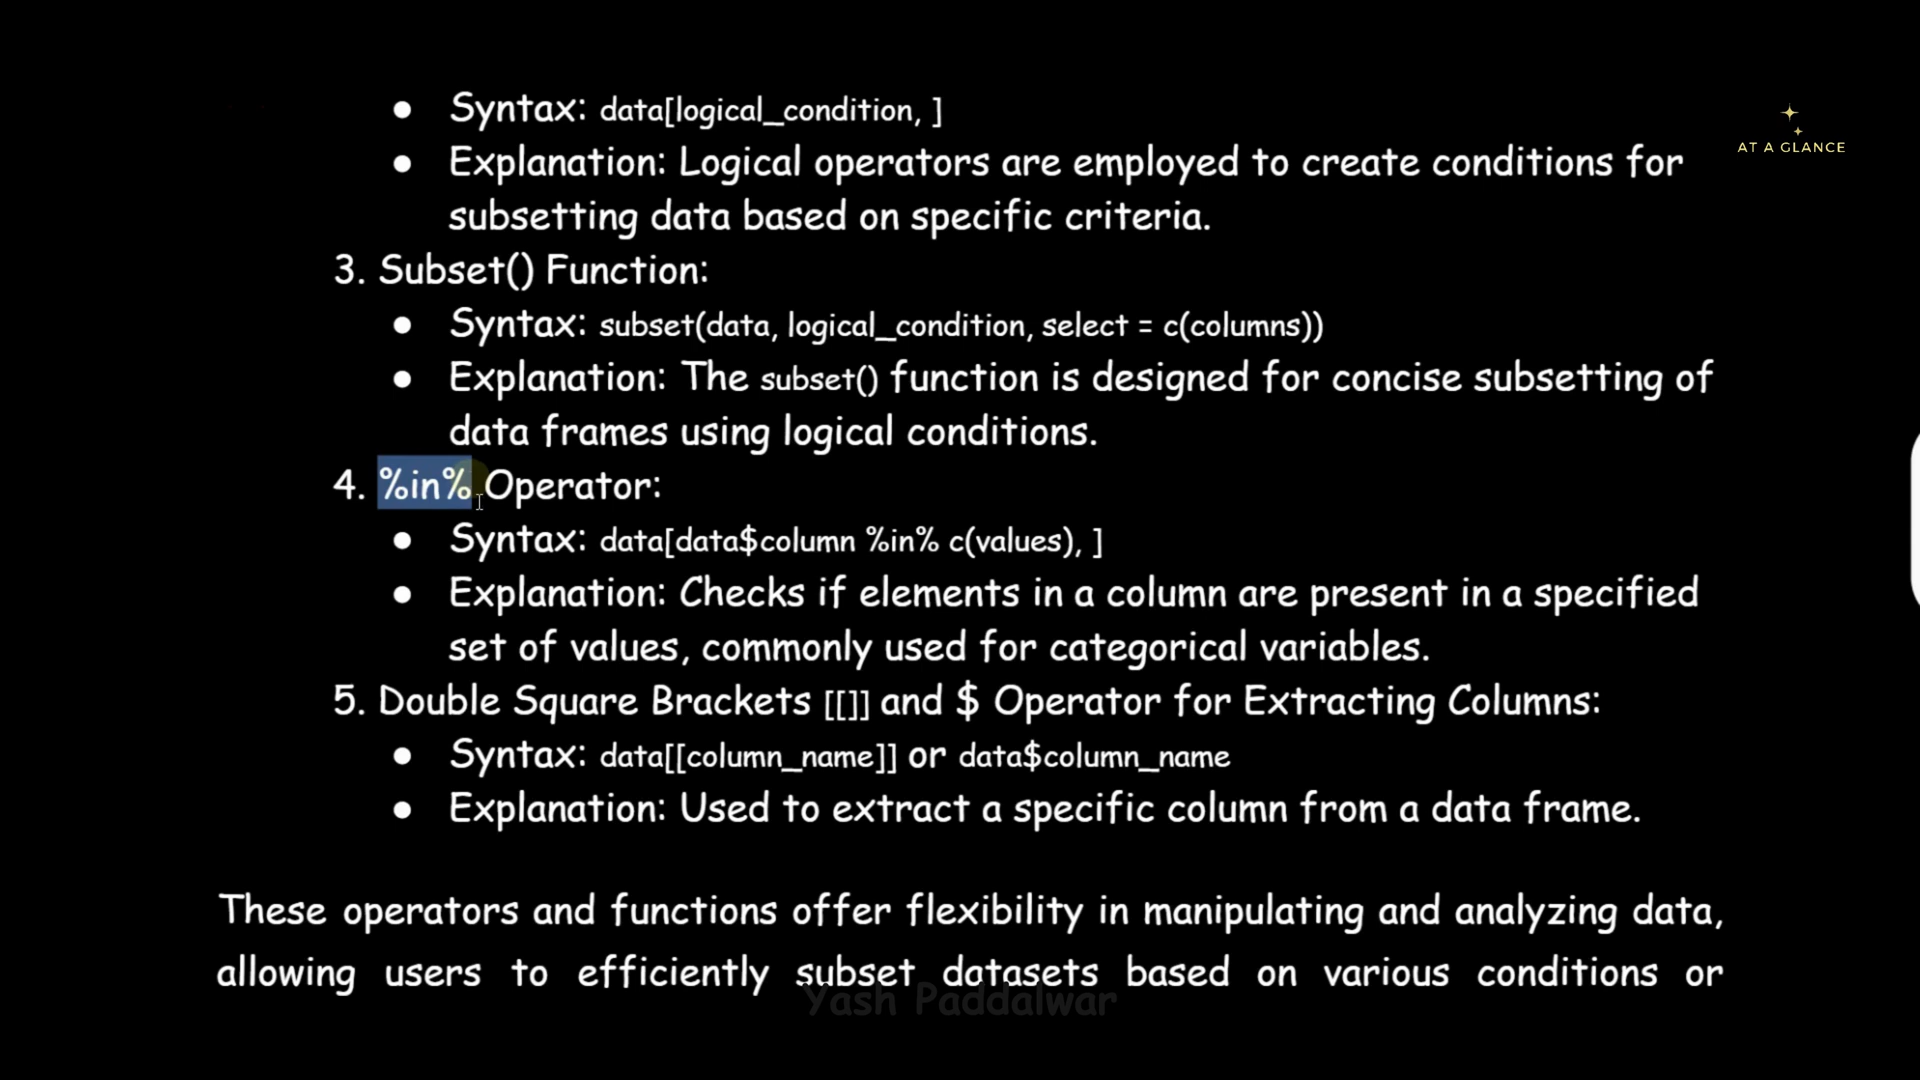 ● Syntax: data[logical_condition, ]
AT A GLANCE
● Explanation: Logical operators are employed to create conditions for
subsetting data based on specific criteria.
3. Subset() Function:
● Syntax: subset(data, logical_condition, select = c(columns))
● Explanation: The subset() function is designed for concise subsetting of
data frames using logical conditions.
4. %in% Operator:
● Syntax: data[data$column %in% c(values), ]
● Explanation: Checks if elements in a column are present in a specified
set of values, commonly used for categorical variables.
5. Double Square Brackets [[]] and $ Operator for Extracting Columns:
● Syntax: data[[column_name]] or data$column_name
● Explanation: Used to extract a specific column from a data frame.
These operators and functions offer flexibility in manipulating and analyzing data,
allowing users to efficiently subset datasets based on various conditions or
Yash Paddalwar